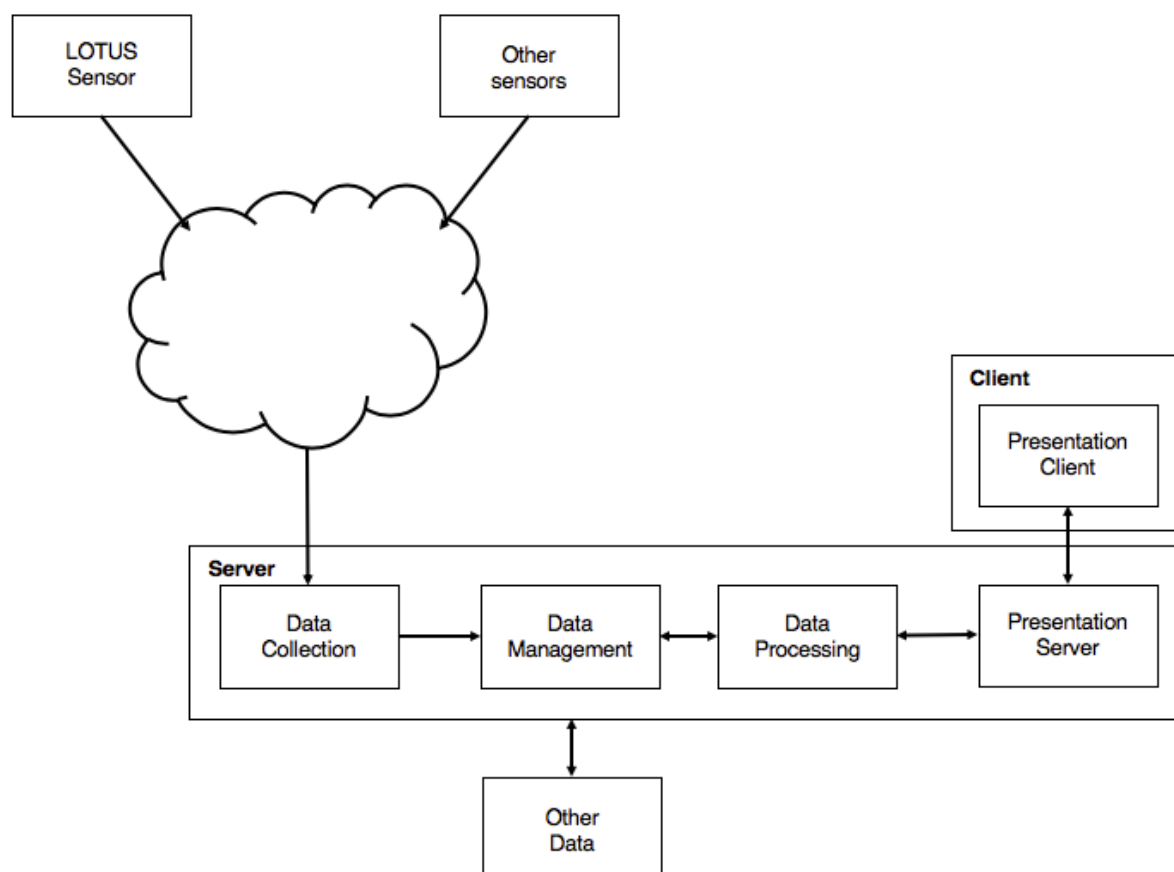 LOTUS
Sensor
Other
sensors
Client
Presentation
Client
Server
Data
Collection
Data
Management
Data
Processing
Presentation
Server
Other
Data